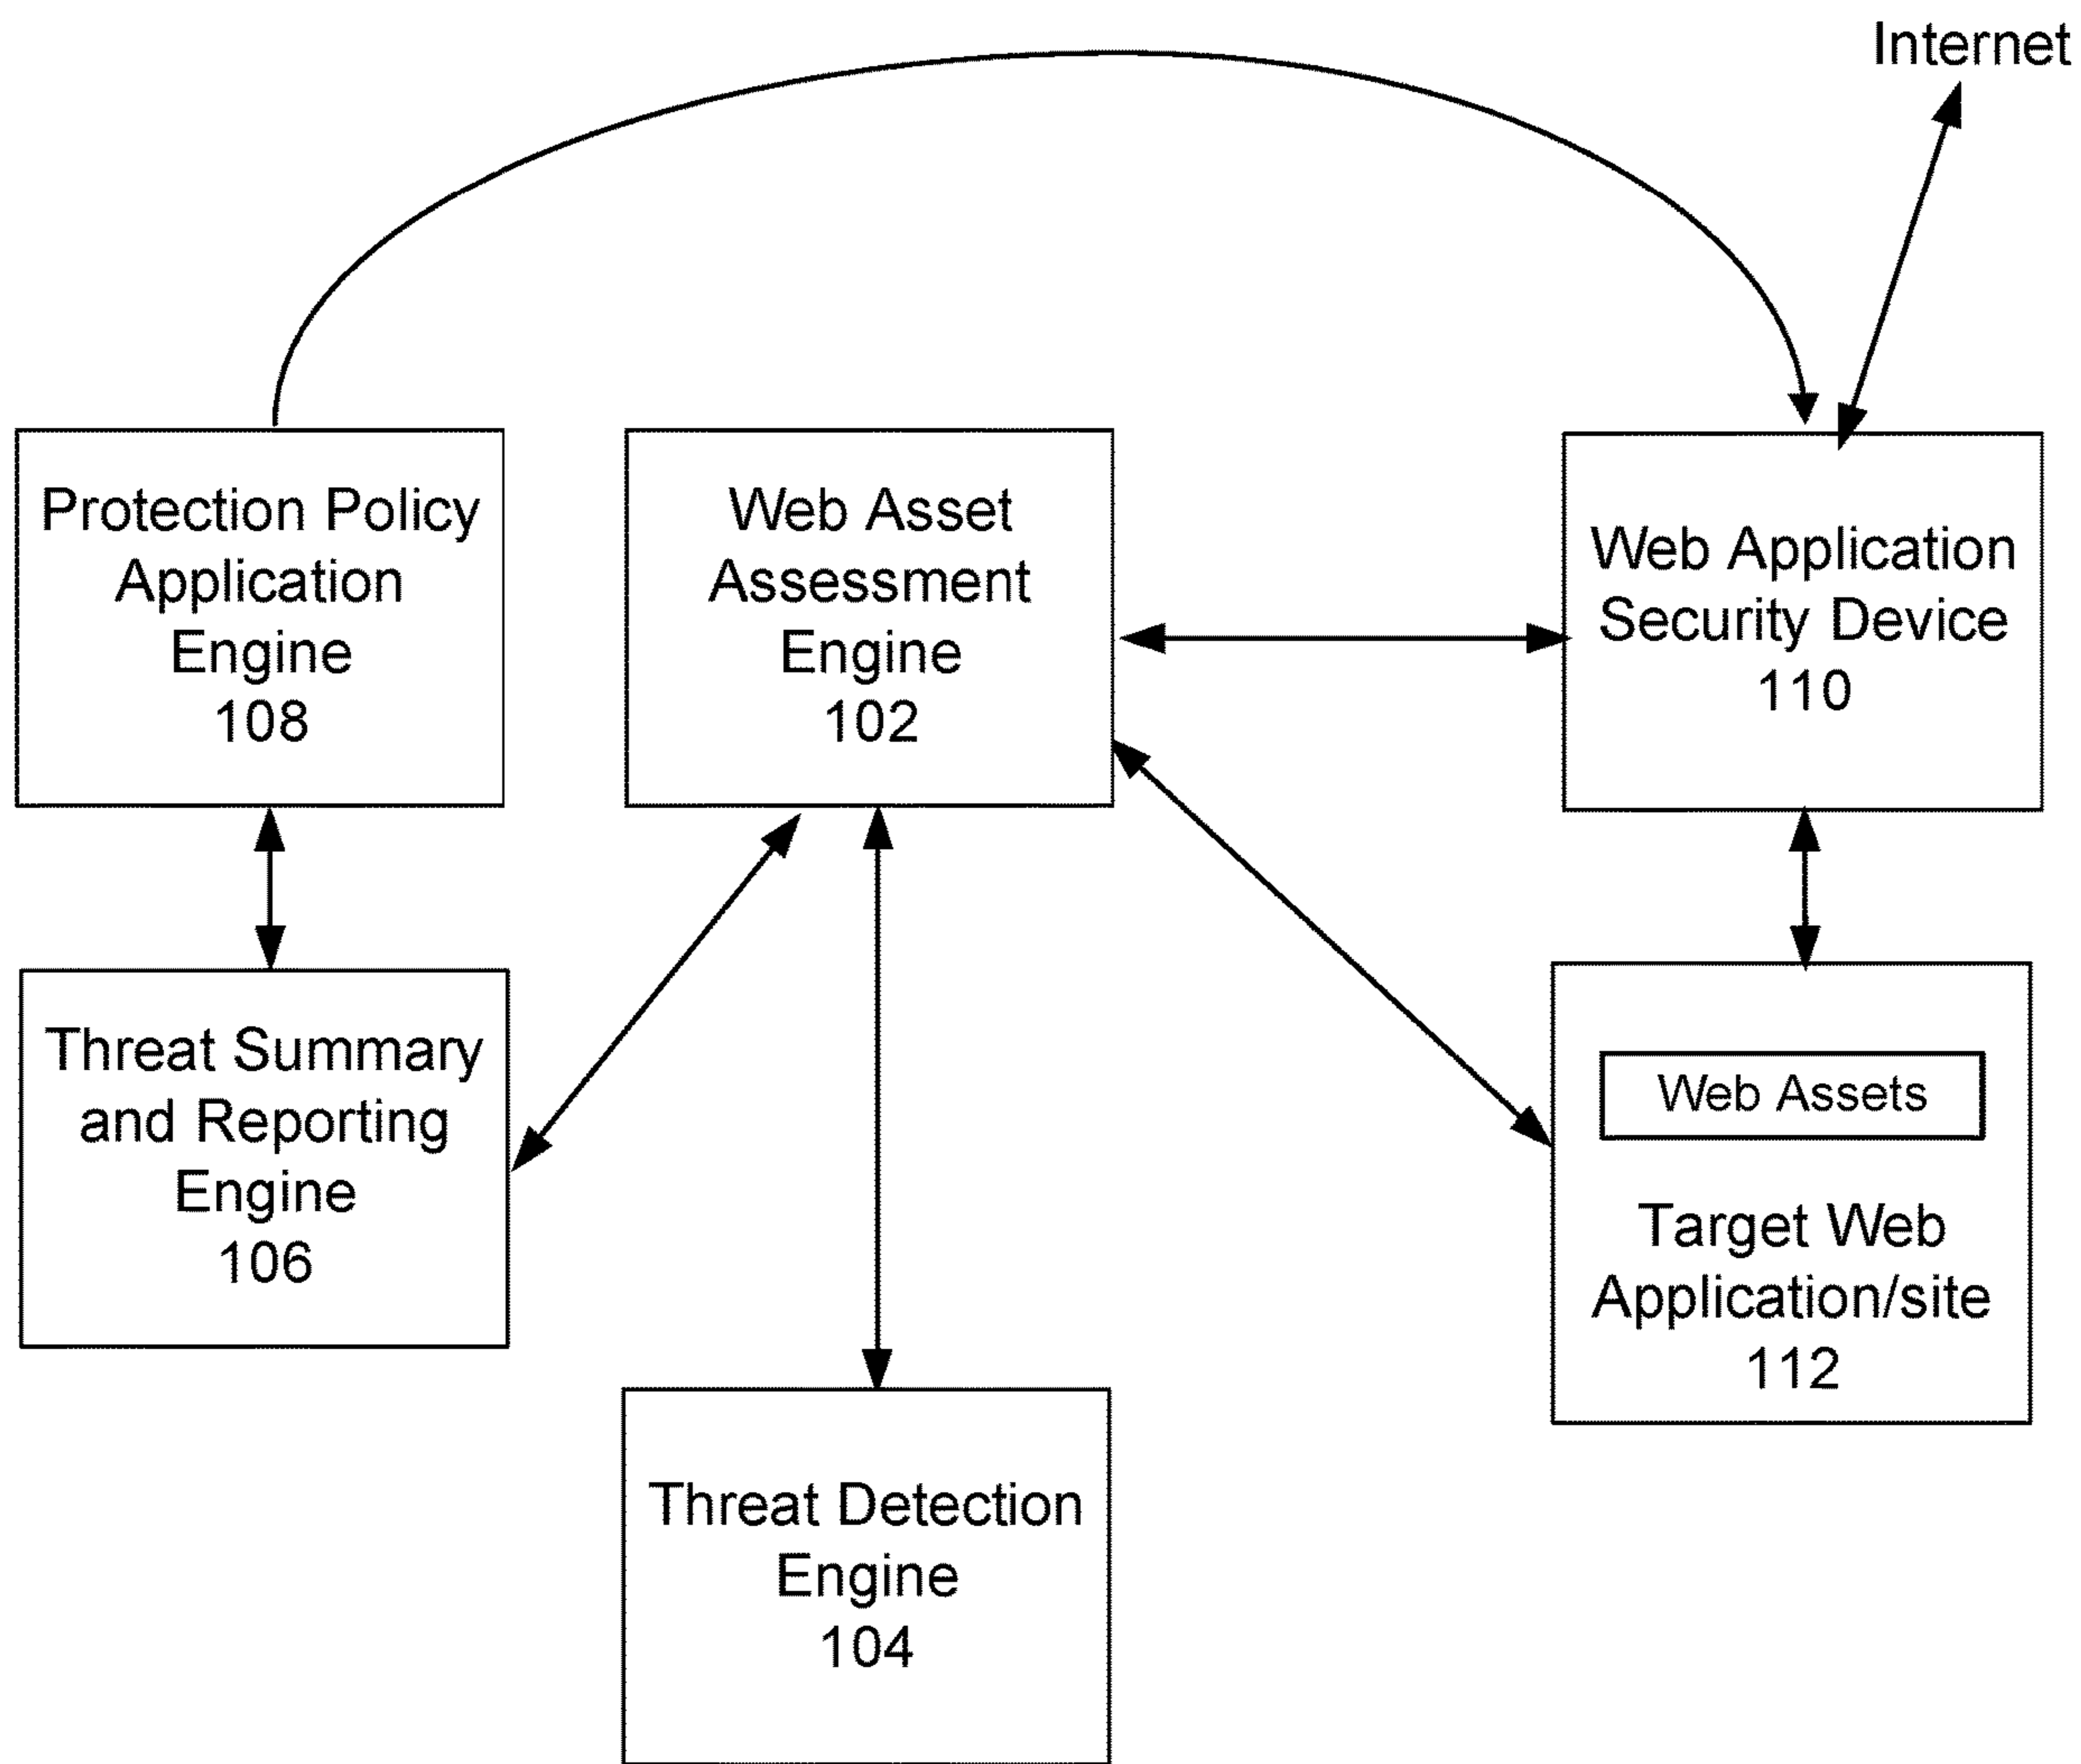 Internet
Protection Policy
Application
Engine
108
Web Asset
Assessment
Engine
102
Web Application
Security Device
110
Threat Summary
and Reporting
Engine
106
Web Assets
Target Web
Application/site
112
Threat Detection
Engine
104